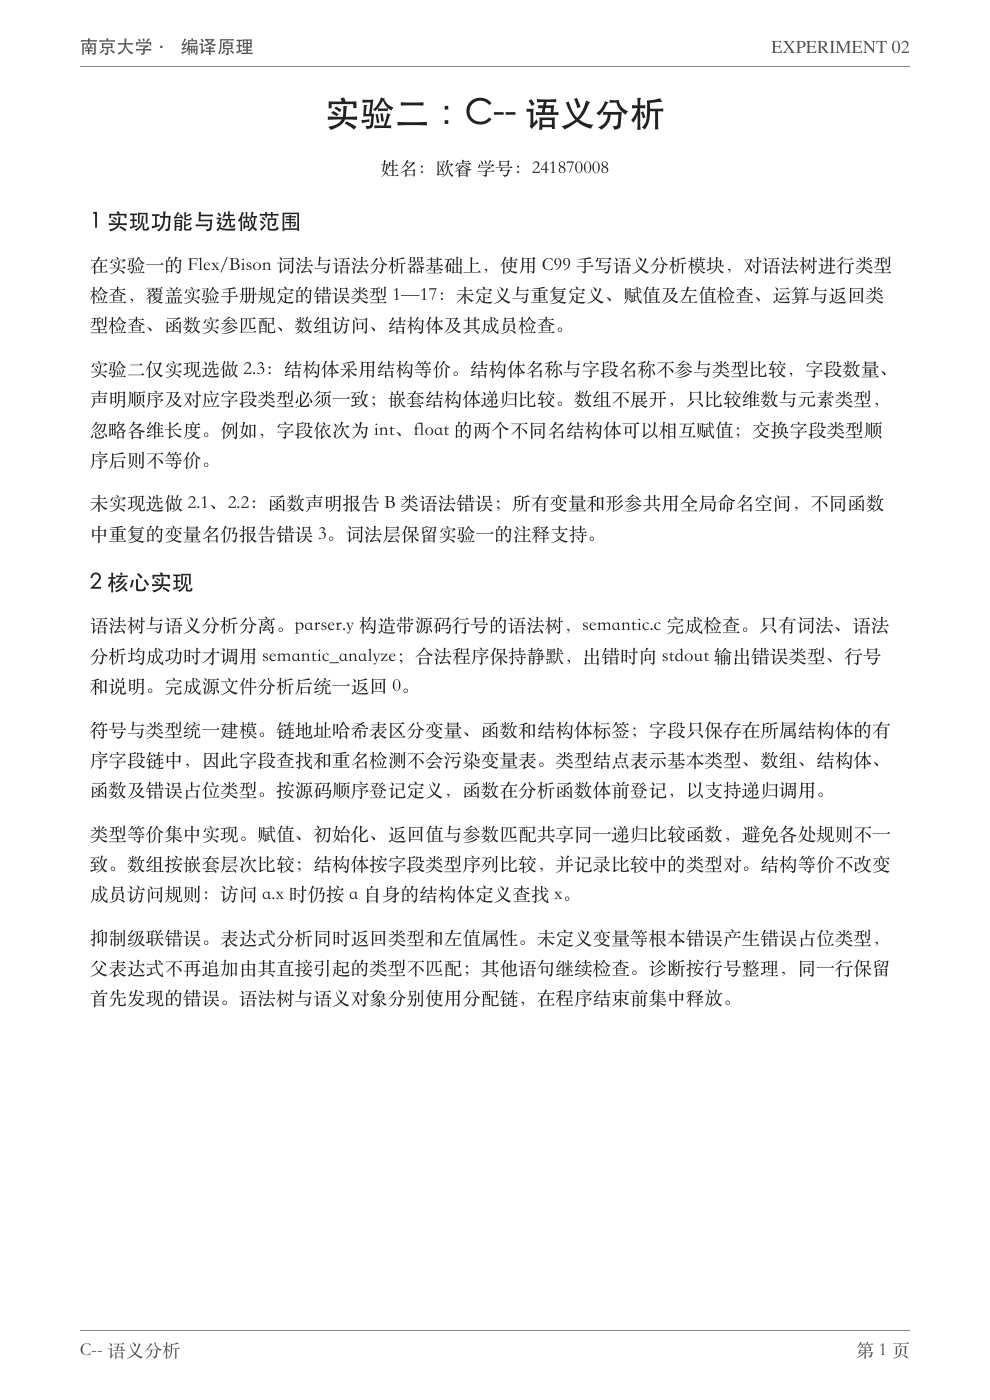 南京大学 · 编译原理
EXPERIMENT 02
实验二：C-- 语义分析
姓名：欧睿 学号：241870008
1 实现功能与选做范围
在实验一的 Flex/Bison 词法与语法分析器基础上，使用 C99 手写语义分析模块，对语法树进行类型
检查，覆盖实验手册规定的错误类型 1—17：未定义与重复定义、赋值及左值检查、运算与返回类
型检查、函数实参匹配、数组访问、结构体及其成员检查。
实验二仅实现选做 2.3：结构体采用结构等价。结构体名称与字段名称不参与类型比较，字段数量、
声明顺序及对应字段类型必须一致；嵌套结构体递归比较。数组不展开，只比较维数与元素类型，
忽略各维长度。例如，字段依次为 int、float 的两个不同名结构体可以相互赋值；交换字段类型顺
序后则不等价。
未实现选做 2.1、2.2：函数声明报告 B 类语法错误；所有变量和形参共用全局命名空间，不同函数
中重复的变量名仍报告错误 3。词法层保留实验一的注释支持。
2 核心实现
语法树与语义分析分离。parser.y 构造带源码行号的语法树，semantic.c 完成检查。只有词法、语法
分析均成功时才调用 semantic_analyze；合法程序保持静默，出错时向 stdout 输出错误类型、行号
和说明。完成源文件分析后统一返回 0。
符号与类型统一建模。链地址哈希表区分变量、函数和结构体标签；字段只保存在所属结构体的有
序字段链中，因此字段查找和重名检测不会污染变量表。类型结点表示基本类型、数组、结构体、
函数及错误占位类型。按源码顺序登记定义，函数在分析函数体前登记，以支持递归调用。
类型等价集中实现。赋值、初始化、返回值与参数匹配共享同一递归比较函数，避免各处规则不一
致。数组按嵌套层次比较；结构体按字段类型序列比较，并记录比较中的类型对。结构等价不改变
成员访问规则：访问 a.x 时仍按 a 自身的结构体定义查找 x。
抑制级联错误。表达式分析同时返回类型和左值属性。未定义变量等根本错误产生错误占位类型，
父表达式不再追加由其直接引起的类型不匹配；其他语句继续检查。诊断按行号整理，同一行保留
首先发现的错误。语法树与语义对象分别使用分配链，在程序结束前集中释放。
C-- 语义分析
第 1 页